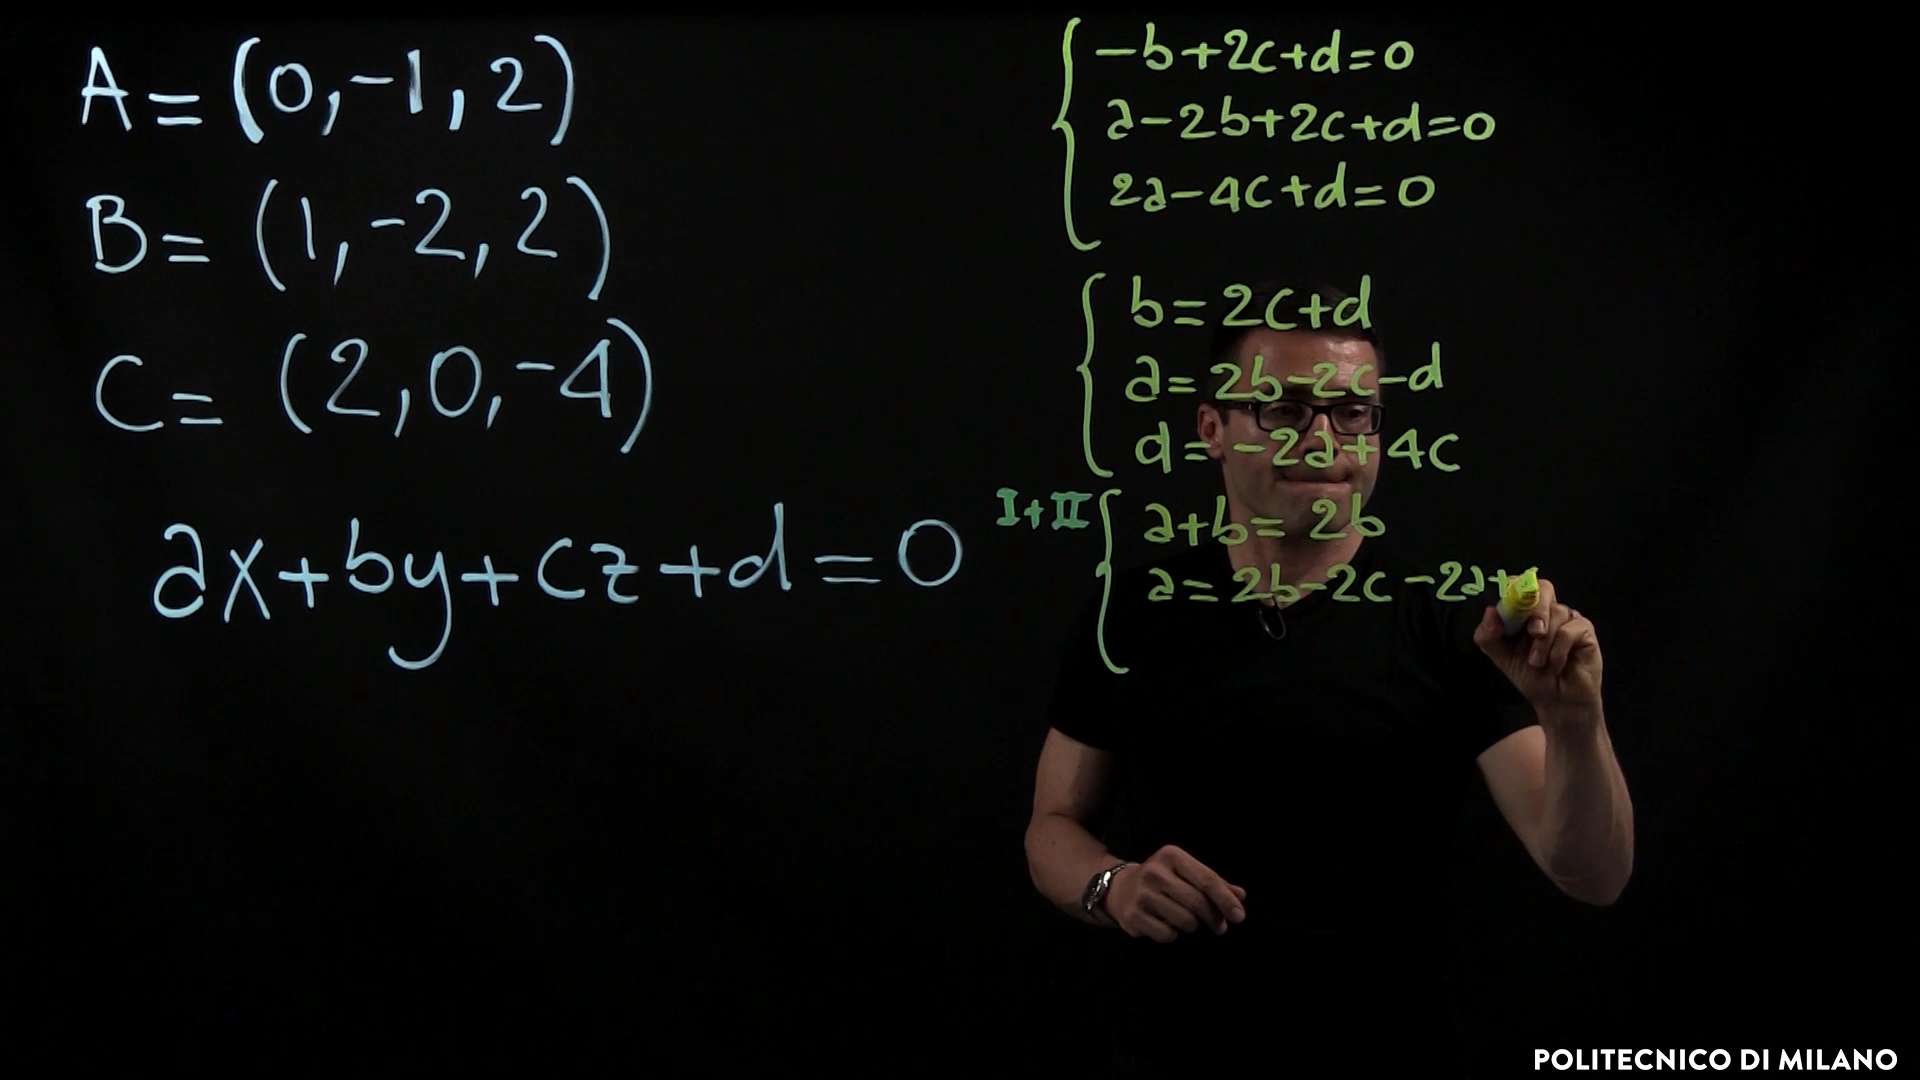 A = (0, -1, 2)
B = (1, -2, 2)
C = (2, 0, -4)
ax+by+cz+d=0
-b+2c+d=0
a-2b+2c+d=0
2a-4c+d=0
b=2c+d
a=2b-2c-d
d=-2a+4c
I+II
a+b=2b
a=2b-2c-2a+
POLITECNICO DI MILANO